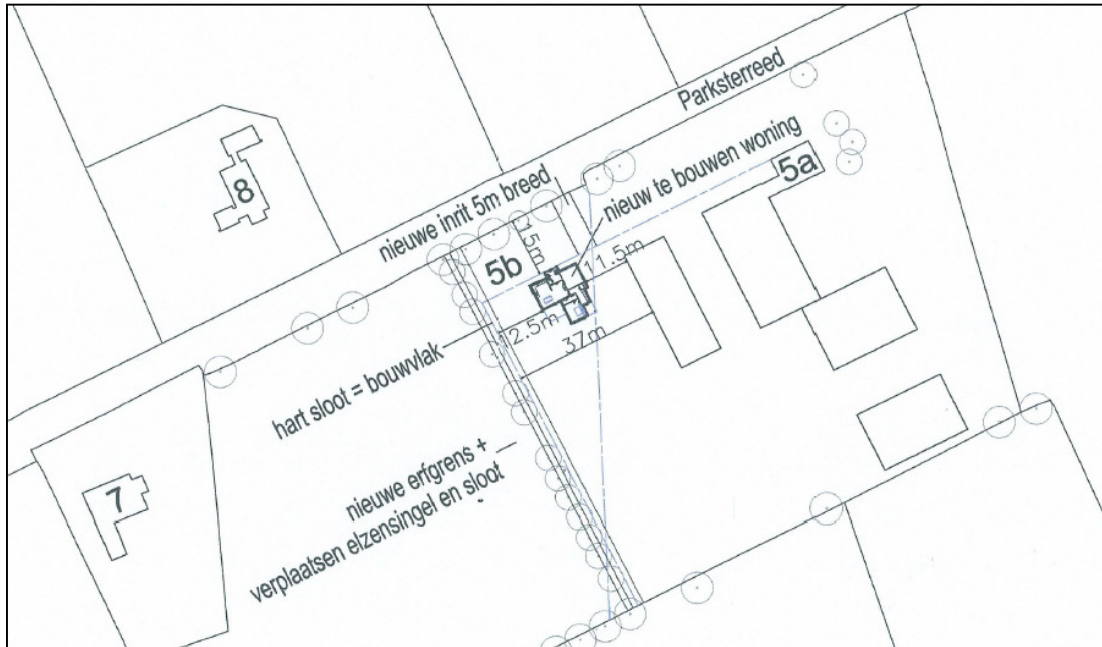 Parksterreed
nieuwe inrit 5m breed
nieuw te bouwen woning
8
5a
5b
15m
11.5m
12.5m
37m
hart sloot = bouwvlak
nieuwe erfgrens +
verplaatsen elzensingel en sloot
7